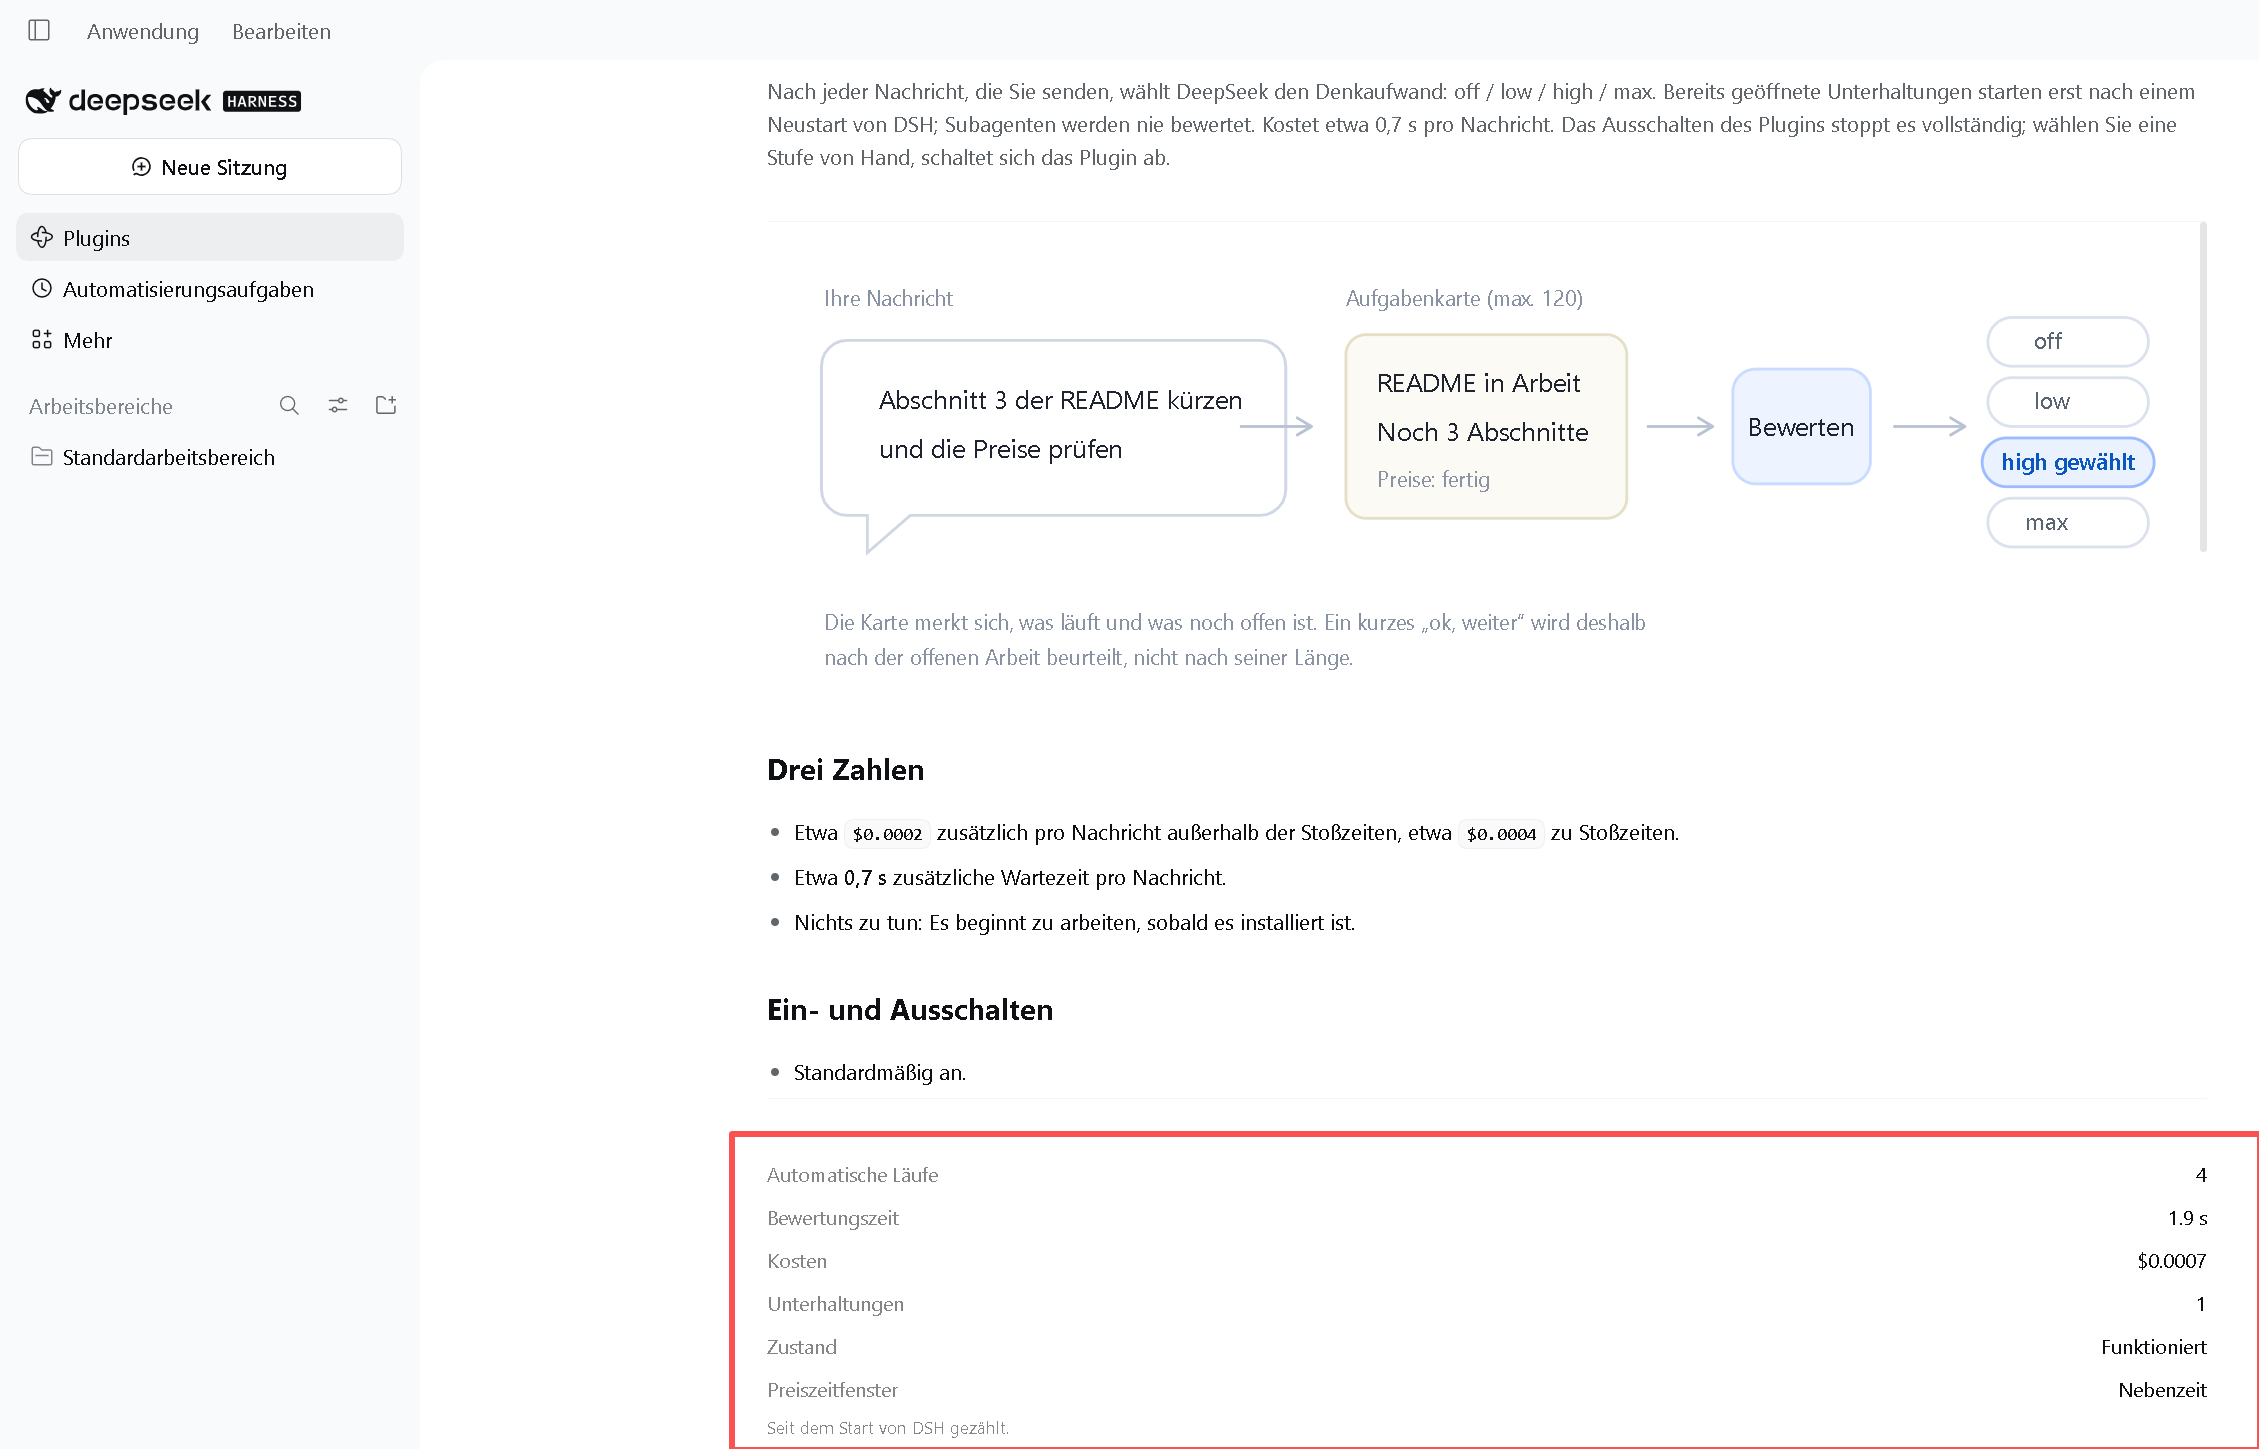 Anwendung Bearbeiten
deepseek HARNESS
Neue Sitzung
Plugins
Automatisierungsaufgaben
Mehr
Arbeitsbereiche
Standardarbeitsbereich
Nach jeder Nachricht, die Sie senden, wählt DeepSeek den Denkaufwand: off / low / high / max. Bereits geöffnete Unterhaltungen starten erst nach einem
Neustart von DSH; Subagenten werden nie bewertet. Kostet etwa 0,7 s pro Nachricht. Das Ausschalten des Plugins stoppt es vollständig; wählen Sie eine
Stufe von Hand, schaltet sich das Plugin ab.
Ihre Nachricht
Abschnitt 3 der README kürzen
und die Preise prüfen
Aufgabenkarte (max. 120)
README in Arbeit
Noch 3 Abschnitte
Preise: fertig
Bewerten
off
low
high gewählt
max
Die Karte merkt sich, was läuft und was noch offen ist. Ein kurzes „ok, weiter“ wird deshalb
nach der offenen Arbeit beurteilt, nicht nach seiner Länge.
Drei Zahlen
Etwa $0.0002 zusätzlich pro Nachricht außerhalb der Stoßzeiten, etwa $0.0004 zu Stoßzeiten.
Etwa 0,7 s zusätzliche Wartezeit pro Nachricht.
Nichts zu tun: Es beginnt zu arbeiten, sobald es installiert ist.
Ein- und Ausschalten
Standardmäßig an.
Automatische Läufe 4
Bewertungszeit 1.9 s
Kosten $0.0007
Unterhaltungen 1
Zustand Funktioniert
Preiszeitfenster Nebenzeit
Seit dem Start von DSH gezählt.